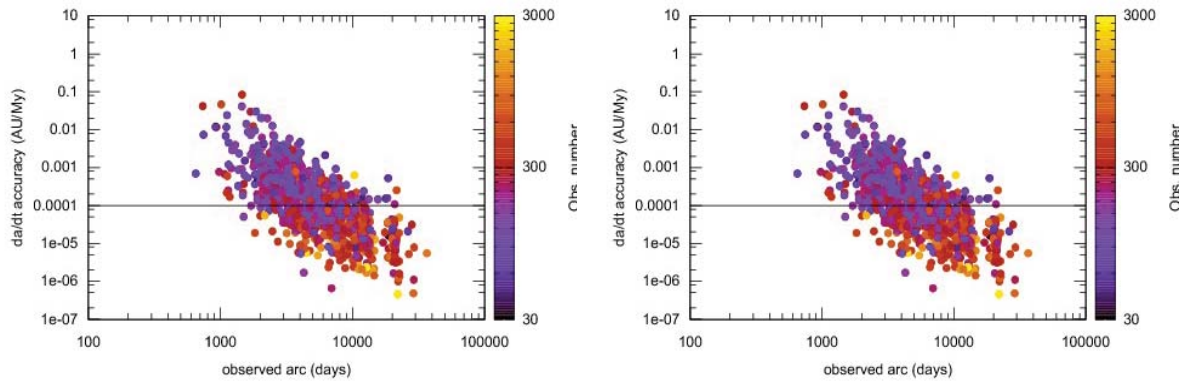 10
1
0.1
0.01
0.001
0.0001
1e-05
1e-06
1e-07
da/dt accuracy (AU/My)
100
1000
10000
100000
observed arc (days)
3000
300
30
Obs. number
10
1
0.1
0.01
0.001
0.0001
1e-05
1e-06
1e-07
da/dt accuracy (AU/My)
100
1000
10000
100000
observed arc (days)
3000
300
30
Obs. number